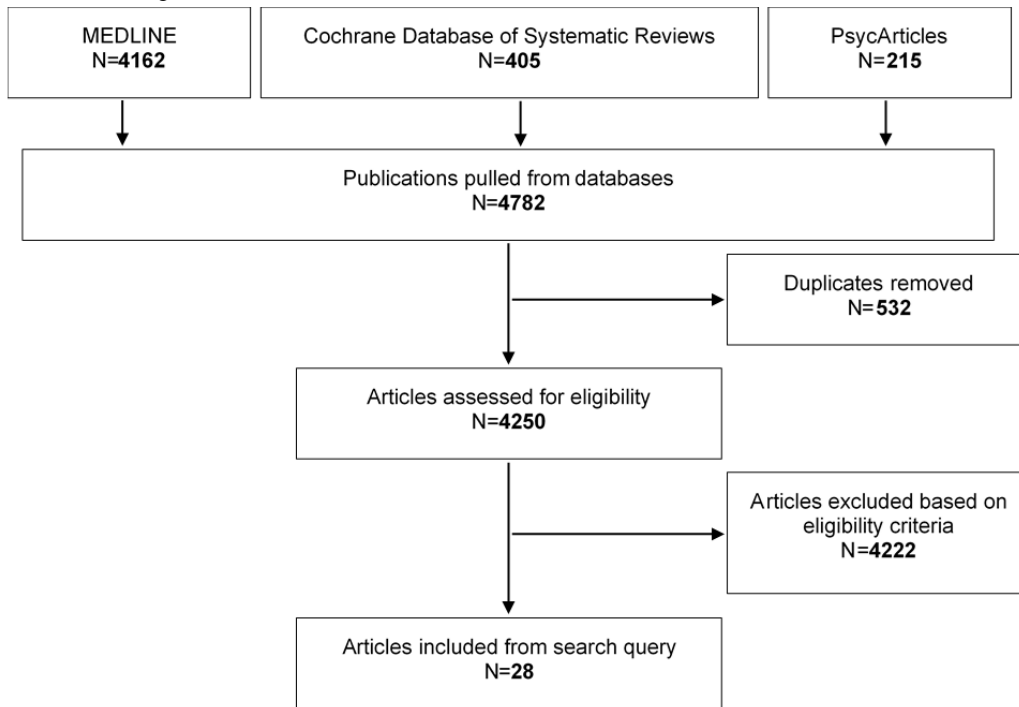 MEDLINE
N=4162
Cochrane Database of Systematic Reviews
N=405
PsycArticles
N=215
Publications pulled from databases
N=4782
Duplicates removed
N=532
Articles assessed for eligibility
N=4250
Articles excluded based on
eligibility criteria
N=4222
Articles included from search query
N=28